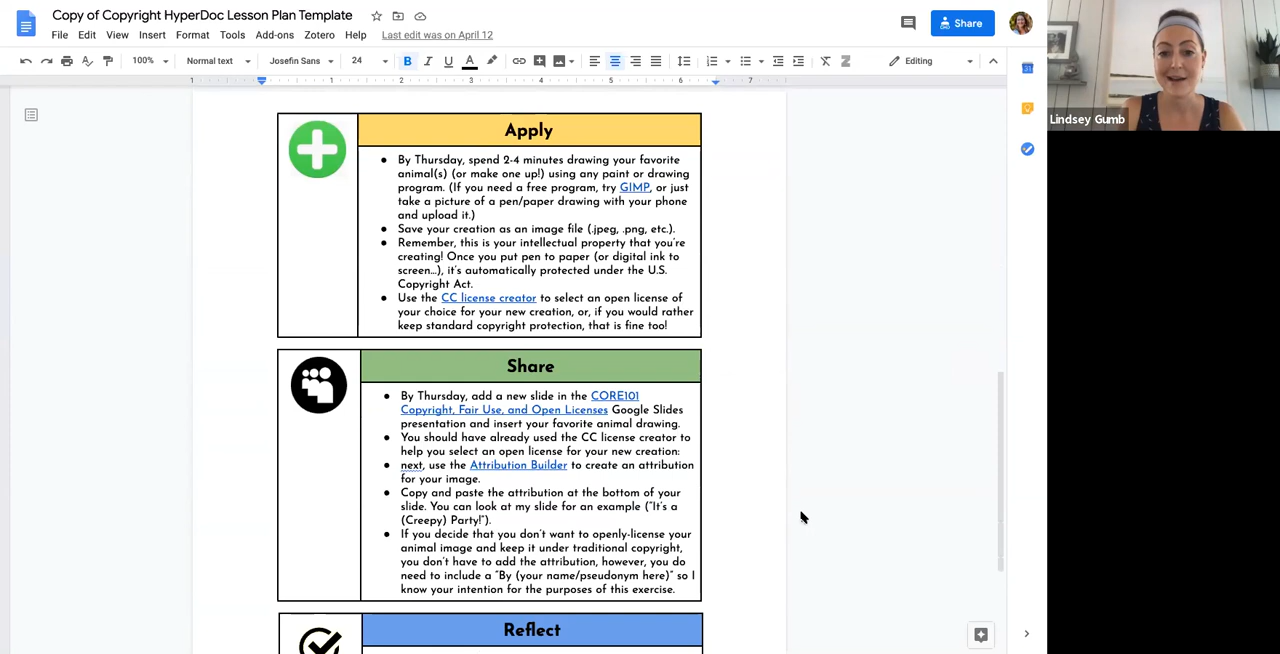 Copy of Copyright HyperDoc Lesson Plan Template
File Edit View Insert Format Tools Add-ons Zotero Help Last edit was on April 12
Share
100% Normal text Josefin Sans 24 B I U A Editing
1 1 2 3 4 5 6 7
31
Lindsey Gumb
Apply
● By Thursday, spend 2-4 minutes drawing your favorite
animal(s) (or make one up!) using any paint or drawing
program. (If you need a free program, try GIMP, or just
take a picture of a pen/paper drawing with your phone
and upload it.)
● Save your creation as an image file (.jpeg, .png, etc.).
● Remember, this is your intellectual property that you're
creating! Once you put pen to paper (or digital ink to
screen...), it's automatically protected under the U.S.
Copyright Act.
● Use the CC license creator to select an open license of
your choice for your new creation, or, if you would rather
keep standard copyright protection, that is fine too!
Share
● By Thursday, add a new slide in the CORE101
Copyright, Fair Use, and Open Licenses Google Slides
presentation and insert your favorite animal drawing.
● You should have already used the CC license creator to
help you select an open license for your new creation:
● next, use the Attribution Builder to create an attribution
for your image.
● Copy and paste the attribution at the bottom of your
slide. You can look at my slide for an example ("It's a
(Creepy) Party!").
● If you decide that you don't want to openly-license your
animal image and keep it under traditional copyright,
you don't have to add the attribution, however, you do
need to include a "By (your name/pseudonym here)" so I
know your intention for the purposes of this exercise.
Reflect